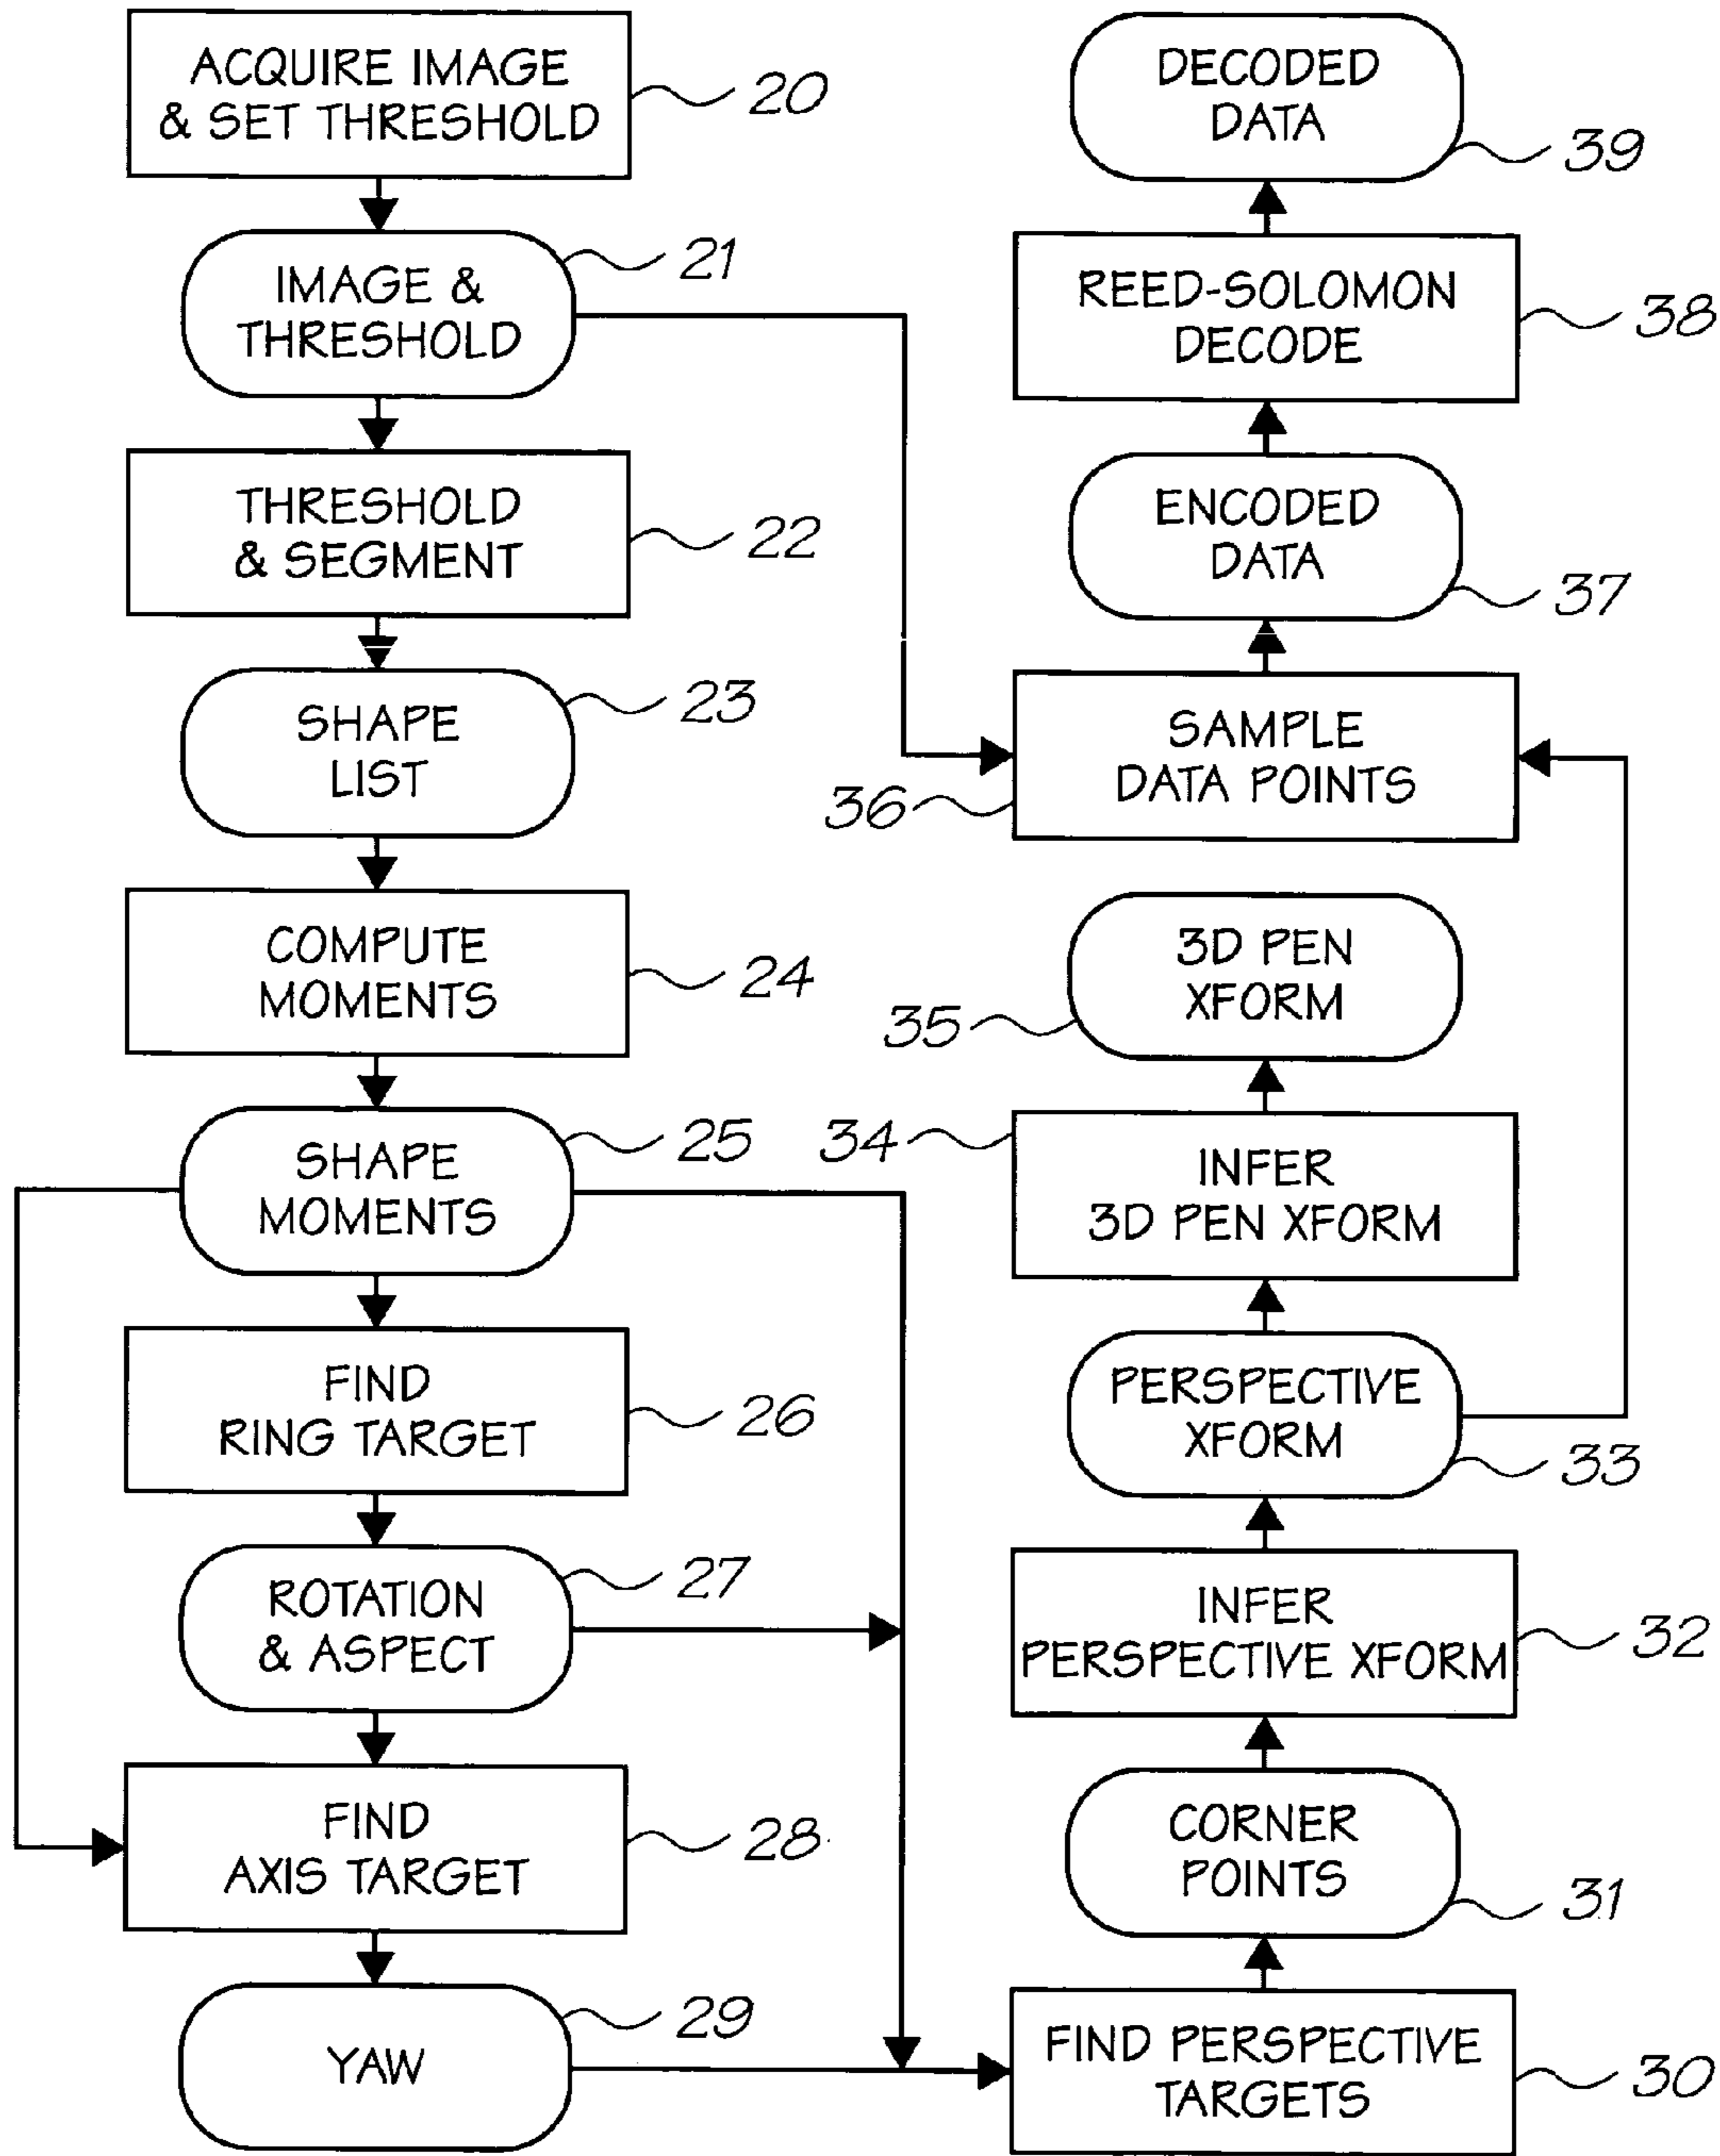 ACQUIRE IMAGE
& SET THRESHOLD
20
IMAGE &
THRESHOLD
21
THRESHOLD
& SEGMENT
22
SHAPE
LIST
23
COMPUTE
MOMENTS
24
SHAPE
MOMENTS
25
FIND
RING TARGET
26
ROTATION
& ASPECT
27
FIND
AXIS TARGET
28
YAW
29
FIND PERSPECTIVE
TARGETS
30
CORNER
POINTS
31
INFER
PERSPECTIVE XFORM
32
PERSPECTIVE
XFORM
33
INFER
3D PEN XFORM
34
3D PEN
XFORM
35
SAMPLE
DATA POINTS
36
ENCODED
DATA
37
REED-SOLOMON
DECODE
38
DECODED
DATA
39